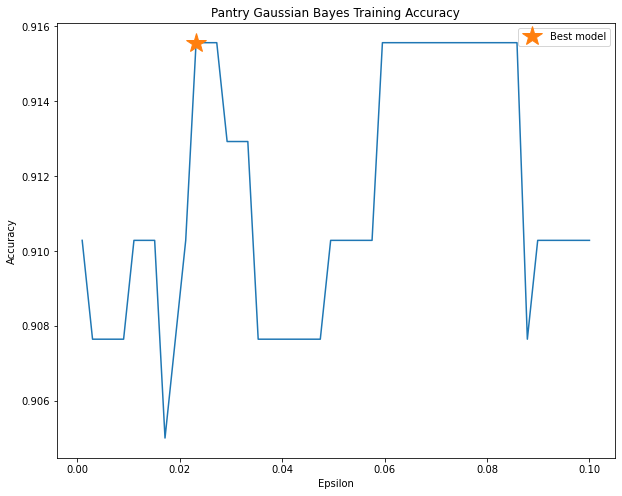 Pantry Gaussian Bayes Training Accuracy
Best model
0.916
0.914
0.912
0.910
0.908
0.906
Accuracy
0.00 0.02 0.04 0.06 0.08 0.10
Epsilon